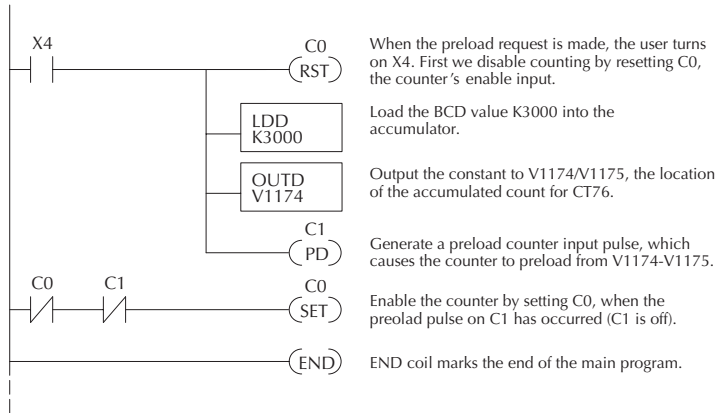 X4
C0
RST
When the preload request is made, the user turns
on X4. First we disable counting by resetting C0,
the counter's enable input.
LDD
K3000
Load the BCD value K3000 into the
accumulator.
OUTD
V1174
Output the constant to V1174/V1175, the location
of the accumulated count for CT76.
C1
PD
Generate a preload counter input pulse, which
causes the counter to preload from V1174-V1175.
C0 C1 C0
SET
Enable the counter by setting C0, when the
preolad pulse on C1 has occurred (C1 is off).
END
END coil marks the end of the main program.